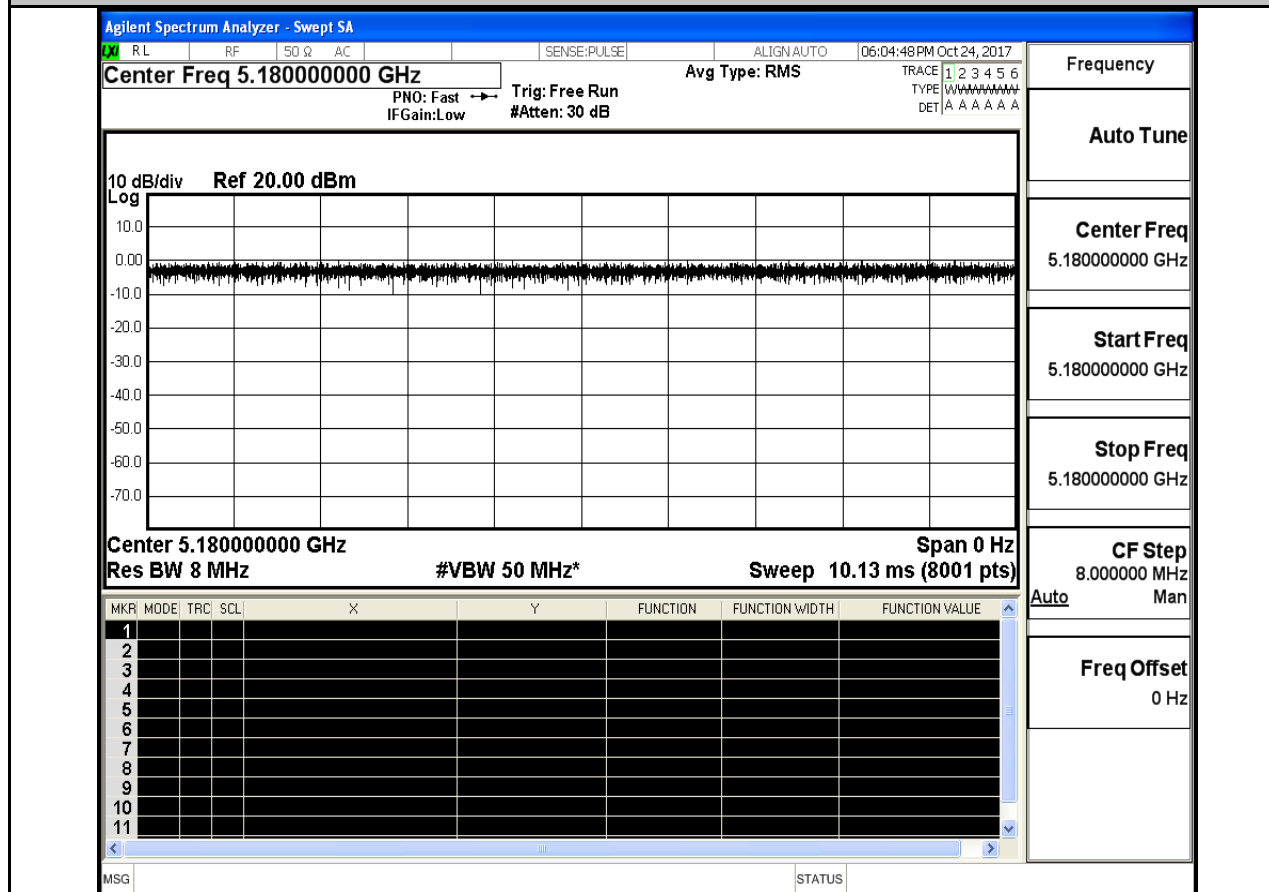 Agilent Spectrum Analyzer - Swept SA
LXI RL RF 50 Ω AC SENSE:PULSE ALIGN AUTO 06:04:48 PM Oct 24, 2017
Center Freq 5.180000000 GHz
PNO: Fast
IFGain:Low
Trig: Free Run
#Atten: 30 dB
Avg Type: RMS
TRACE 1 2 3 4 5 6
TYPE
DET A A A A A A
10 dB/div Ref 20.00 dBm
Log
10.0
0.00
-10.0
-20.0
-30.0
-40.0
-50.0
-60.0
-70.0
Center 5.180000000 GHz Span 0 Hz
Res BW 8 MHz #VBW 50 MHz* Sweep 10.13 ms (8001 pts)
MKR MODE TRC SCL X Y FUNCTION FUNCTION WIDTH FUNCTION VALUE
1
2
3
4
5
6
7
8
9
10
11
MSG STATUS
Frequency
Auto Tune
Center Freq
5.180000000 GHz
Start Freq
5.180000000 GHz
Stop Freq
5.180000000 GHz
CF Step
8.000000 MHz
Auto Man
Freq Offset
0 Hz